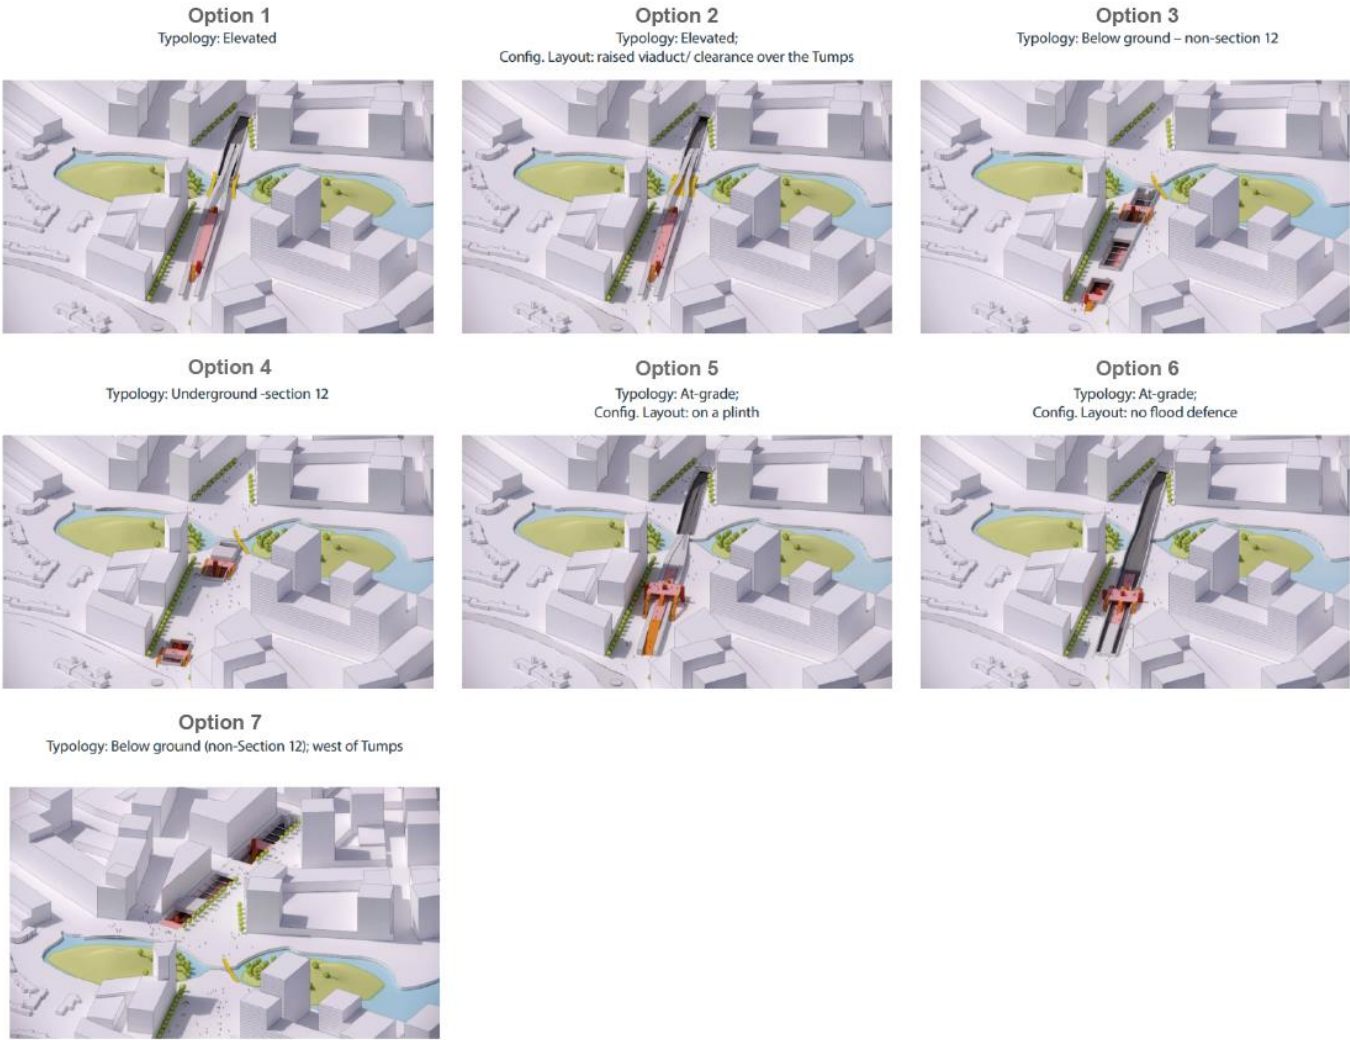 Option 1
Typology: Elevated
Option 2
Typology: Elevated;
Config. Layout: raised viaduct/ clearance over the Tumps
Option 3
Typology: Below ground – non-section 12
Option 4
Typology: Underground -section 12
Option 5
Typology: At-grade;
Config. Layout: on a plinth
Option 6
Typology: At-grade;
Config. Layout: no flood defence
Option 7
Typology: Below ground (non-Section 12); west of Tumps